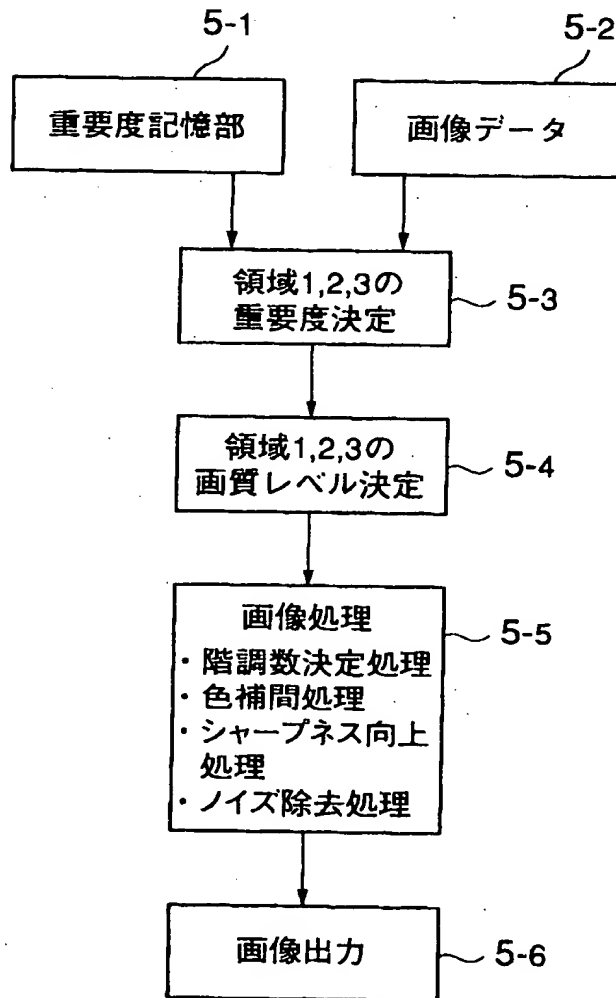 5-1
5-2
重要度記憶部
画像データ
領域1,2,3の
重要度決定
5-3
領域1,2,3の
画質レベル決定
5-4
画像処理
・階調数決定処理
・色補間処理
・シャープネス向上
処理
・ノイズ除去処理
5-5
画像出力
5-6